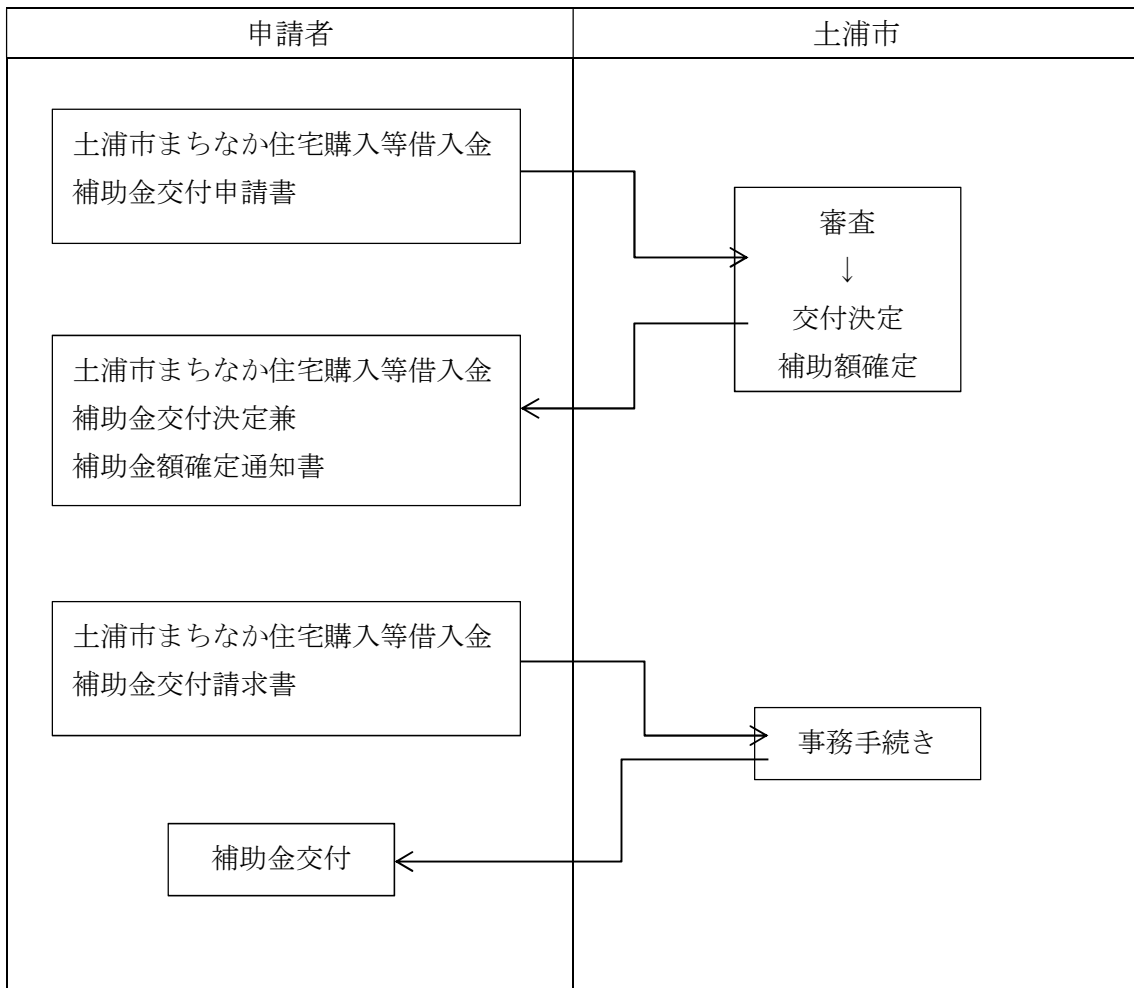 申請者
土浦市
土浦市まちなか住宅購入等借入金
補助金交付申請書
審査
↓
交付決定
補助額確定
土浦市まちなか住宅購入等借入金
補助金交付決定兼
補助金額確定通知書
土浦市まちなか住宅購入等借入金
補助金交付請求書
事務手続き
補助金交付